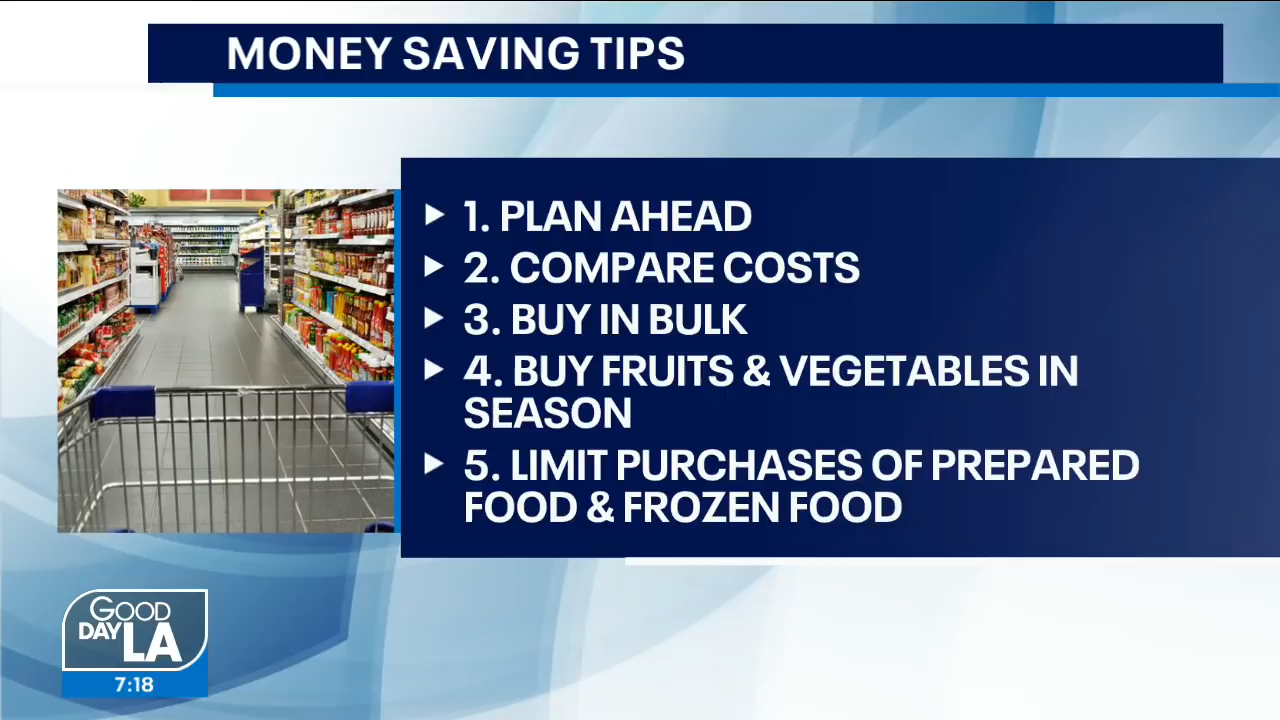 MONEY SAVING TIPS
1. PLAN AHEAD
2. COMPARE COSTS
3. BUY IN BULK
4. BUY FRUITS & VEGETABLES IN
SEASON
5. LIMIT PURCHASES OF PREPARED
FOOD & FROZEN FOOD
GOOD
DAY LA
7:18